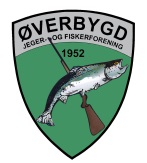 ØVERBYGD
JEGER- OG FISKERFORENING
1952